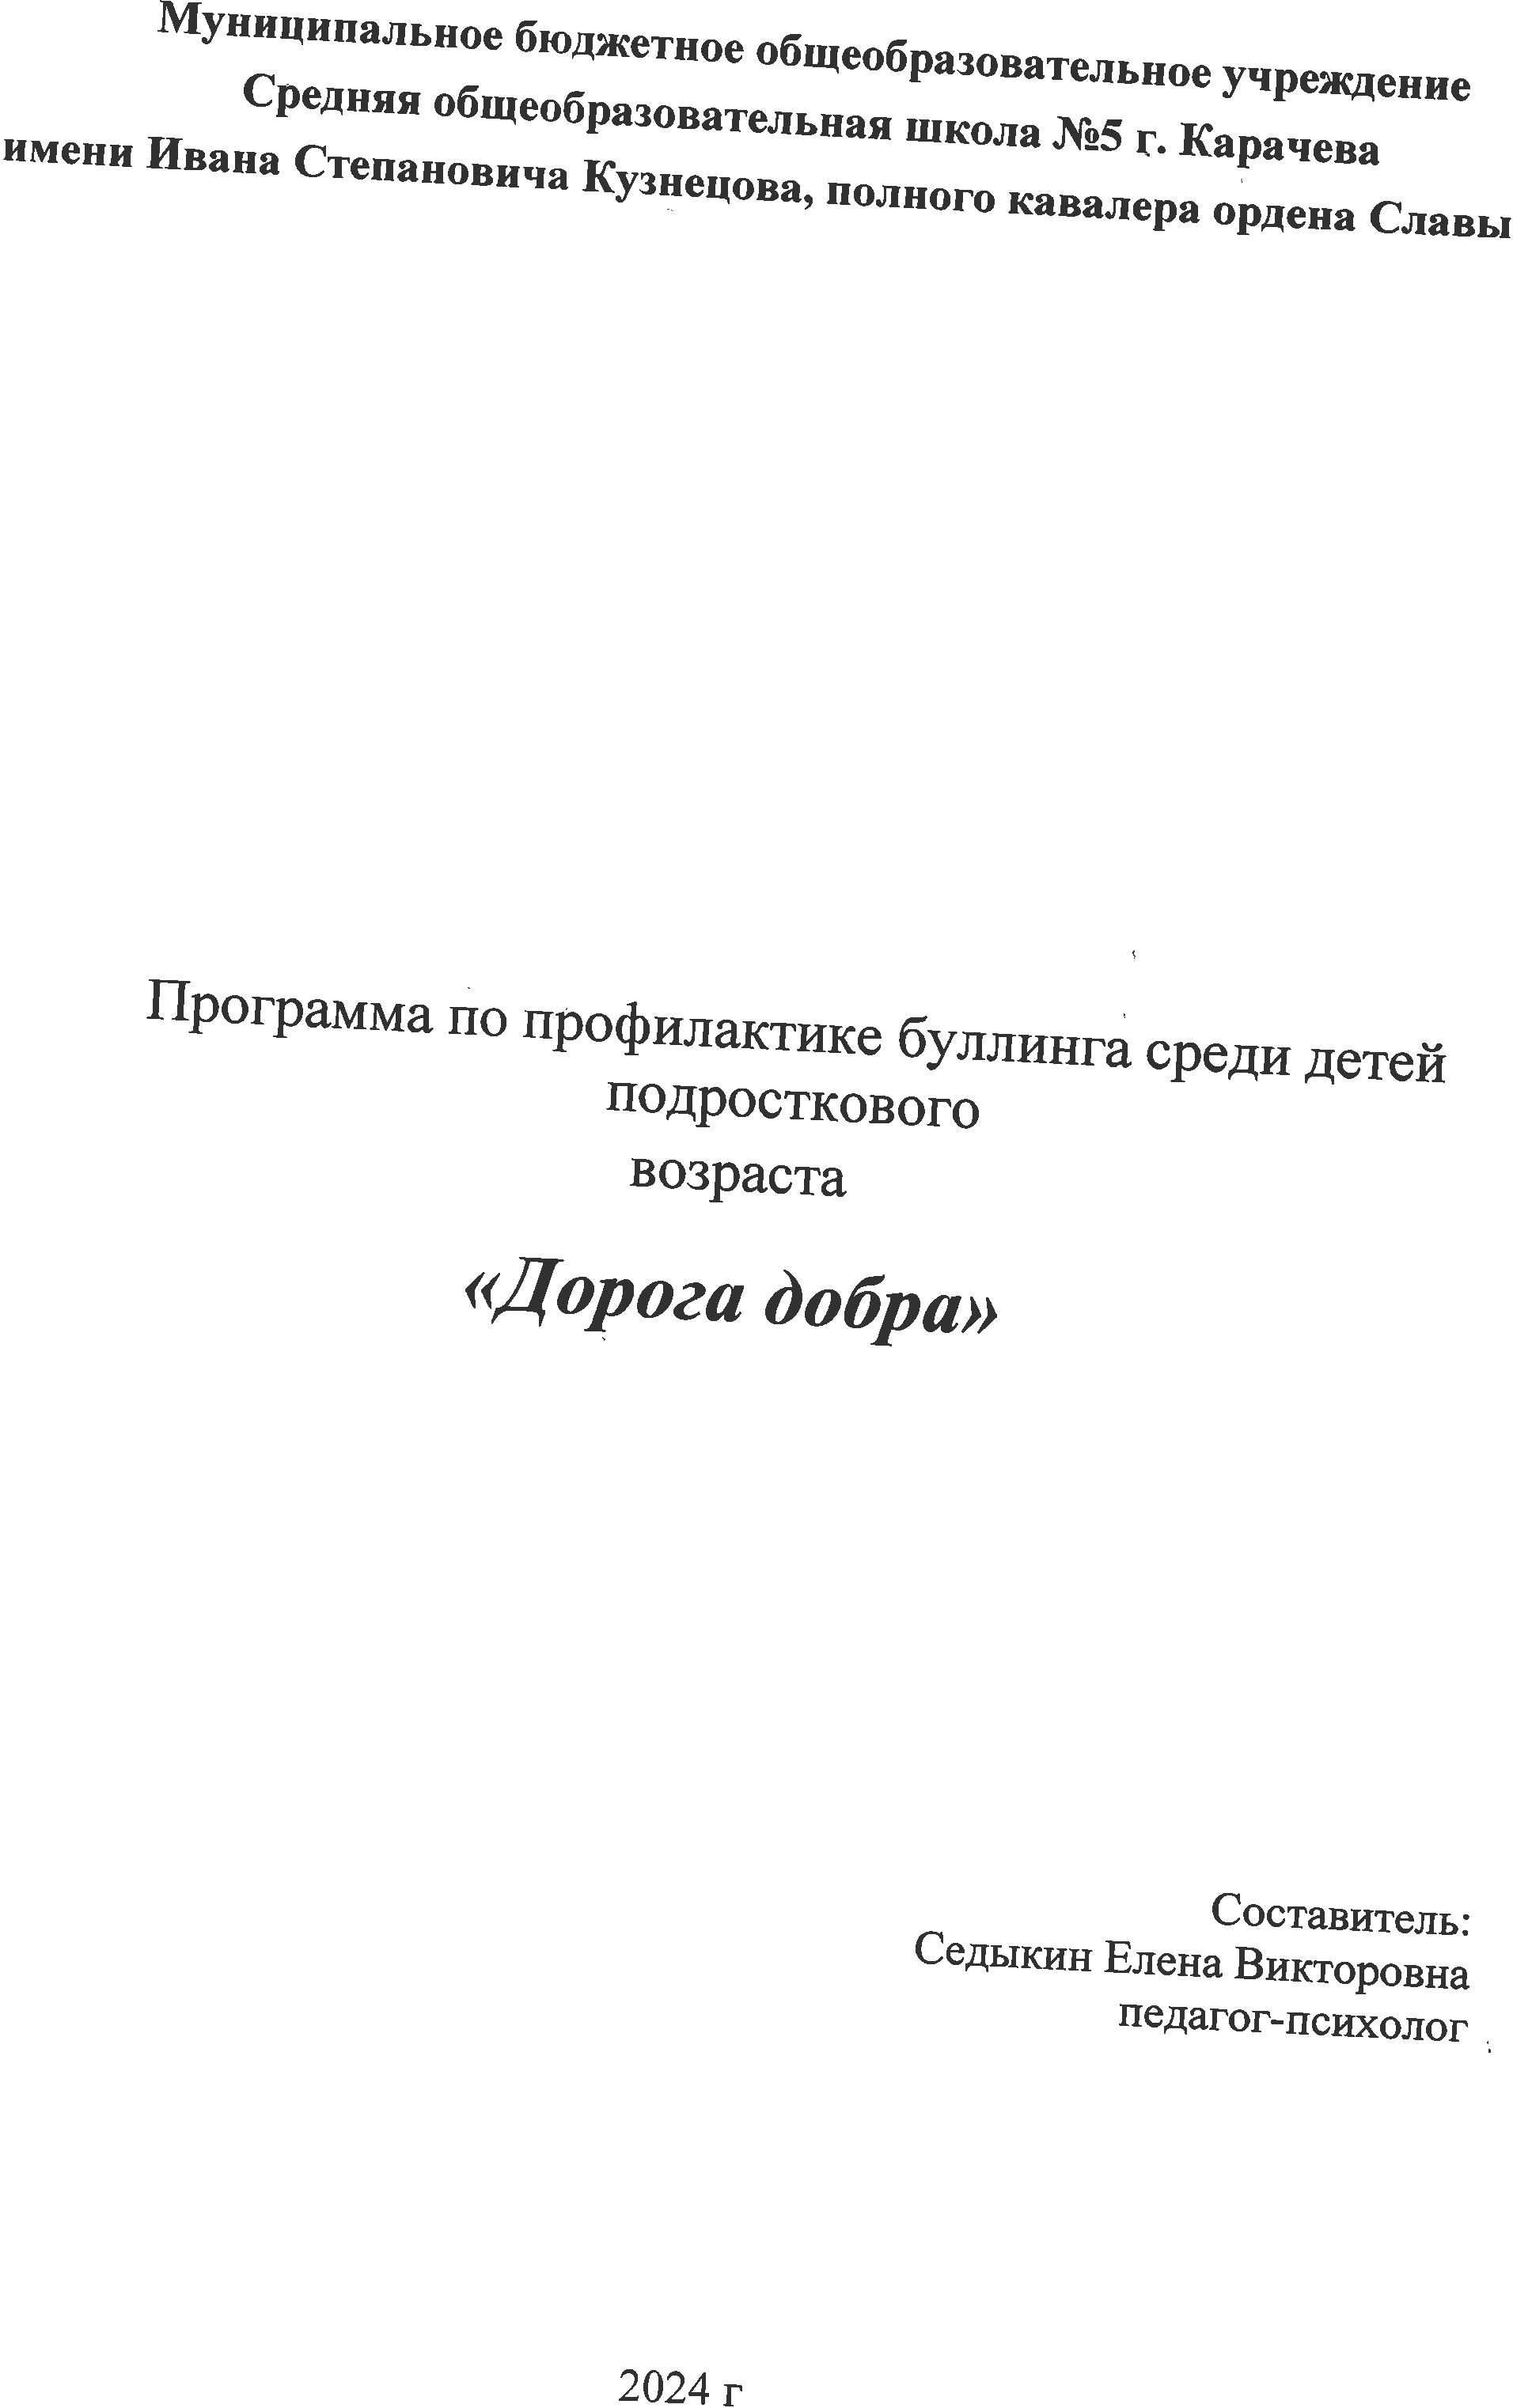 Муниципальное бюджетное общеобразовательное учреждение
Средняя общеобразовательная школа №5 г. Карачева
имени Ивана Степановича Кузнецова, полного кавалера ордена Славы
Программа по профилактике буллинга среди детей
подросткового
возраста
«Дорога добра»
Составитель:
Седыкин Елена Викторовна
педагог-психолог
2024 г